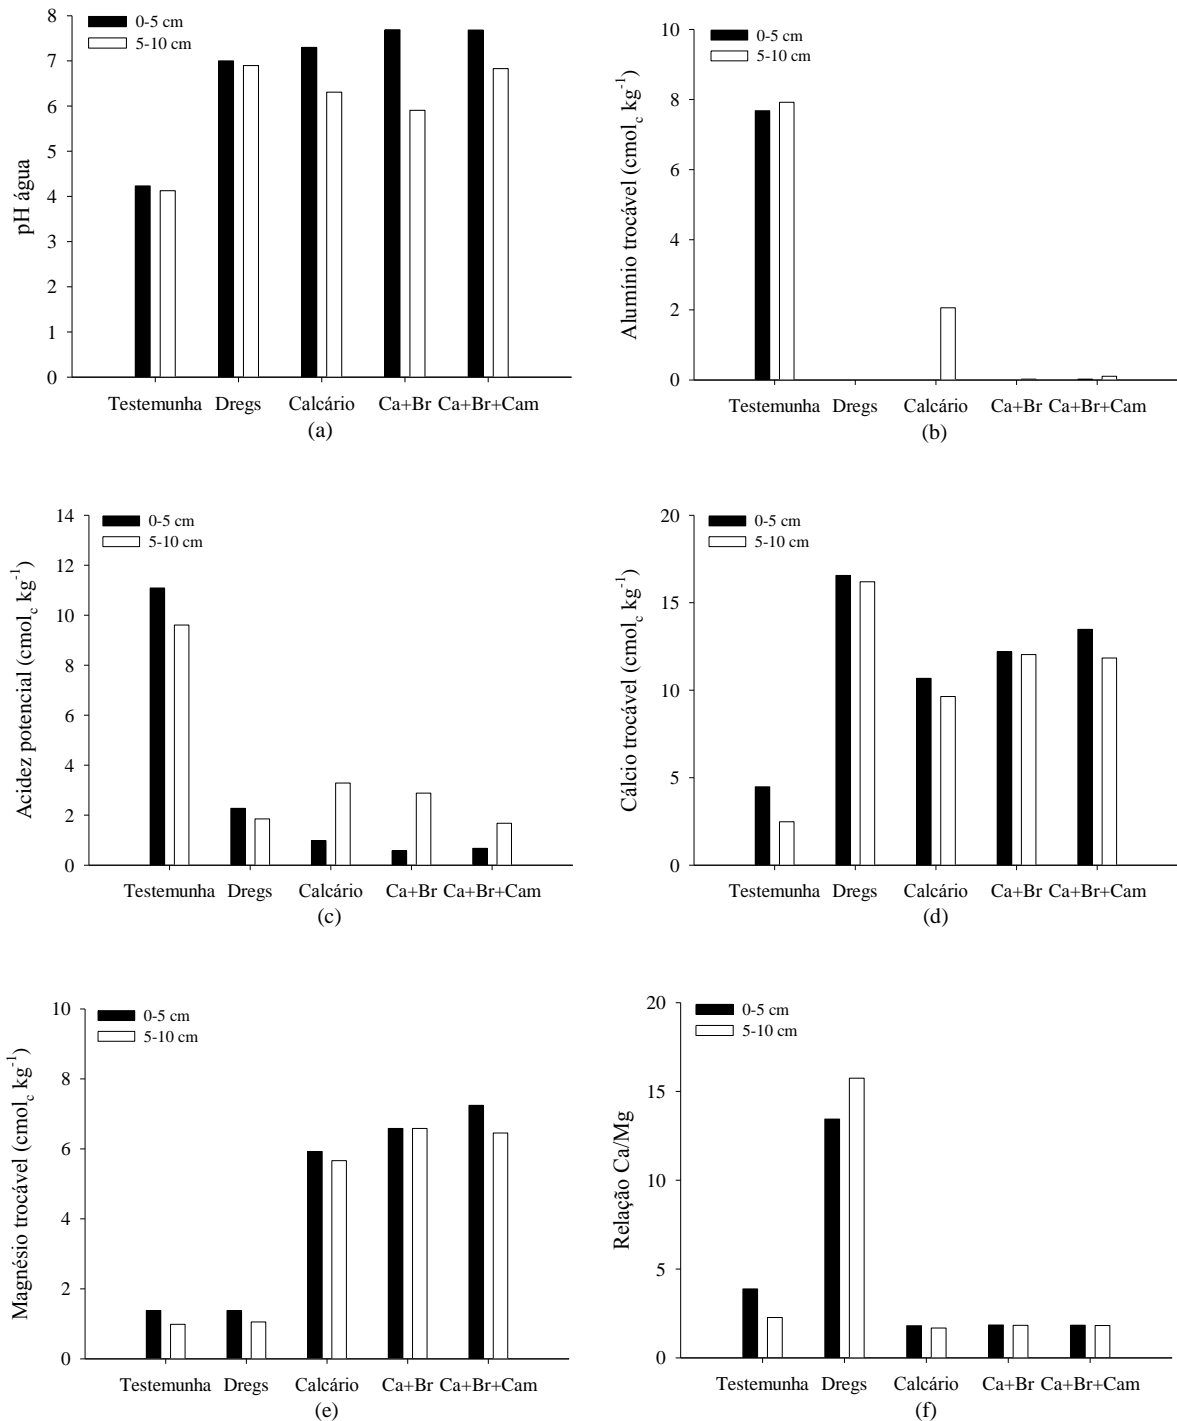 8
7
6
5
4
3
2
1
0
pH água
0-5 cm
5-10 cm
Testemunha Dregs Calcário Ca+Br Ca+Br+Cam
(a)
10
8
6
4
2
0
Alumínio trocável (cmol_c kg^-1)
0-5 cm
5-10 cm
Testemunha Dregs Calcário Ca+Br Ca+Br+Cam
(b)
14
12
10
8
6
4
2
0
Acidez potencial (cmol_c kg^-1)
0-5 cm
5-10 cm
Testemunha Dregs Calcário Ca+Br Ca+Br+Cam
(c)
20
15
10
5
0
Cálcio trocável (cmol_c kg^-1)
0-5 cm
5-10 cm
Testemunha Dregs Calcário Ca+Br Ca+Br+Cam
(d)
10
8
6
4
2
0
Magnésio trocável (cmol_c kg^-1)
0-5 cm
5-10 cm
Testemunha Dregs Calcário Ca+Br Ca+Br+Cam
(e)
20
15
10
5
0
Relação Ca/Mg
0-5 cm
5-10 cm
Testemunha Dregs Calcário Ca+Br Ca+Br+Cam
(f)